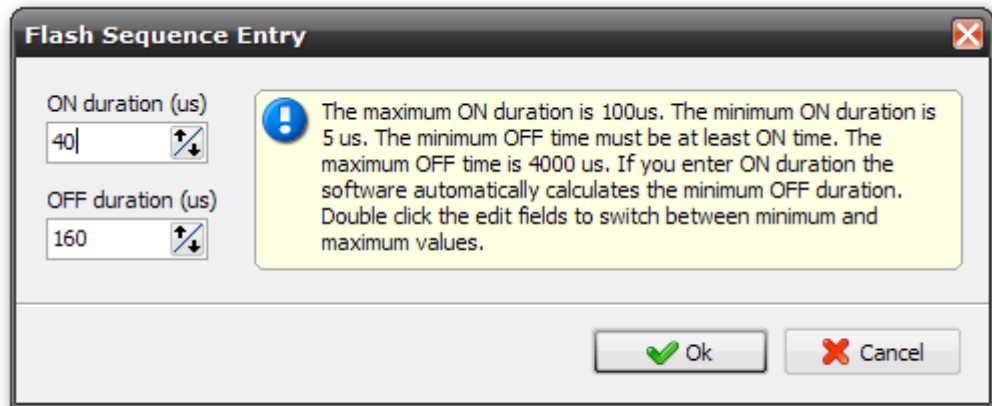 Flash Sequence Entry
ON duration (us)
40
OFF duration (us)
160
The maximum ON duration is 100us. The minimum ON duration is
5 us. The minimum OFF time must be at least ON time. The
maximum OFF time is 4000 us. If you enter ON duration the
software automatically calculates the minimum OFF duration.
Double click the edit fields to switch between minimum and
maximum values.
Ok
Cancel